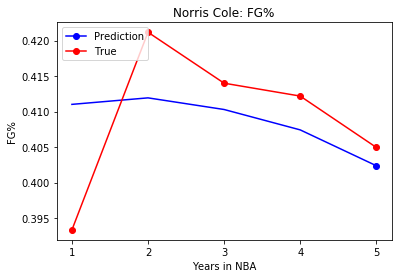 Norris Cole: FG%
Prediction
True
0.420
0.415
0.410
0.405
0.400
0.395
FG%
1 2 3 4 5
Years in NBA